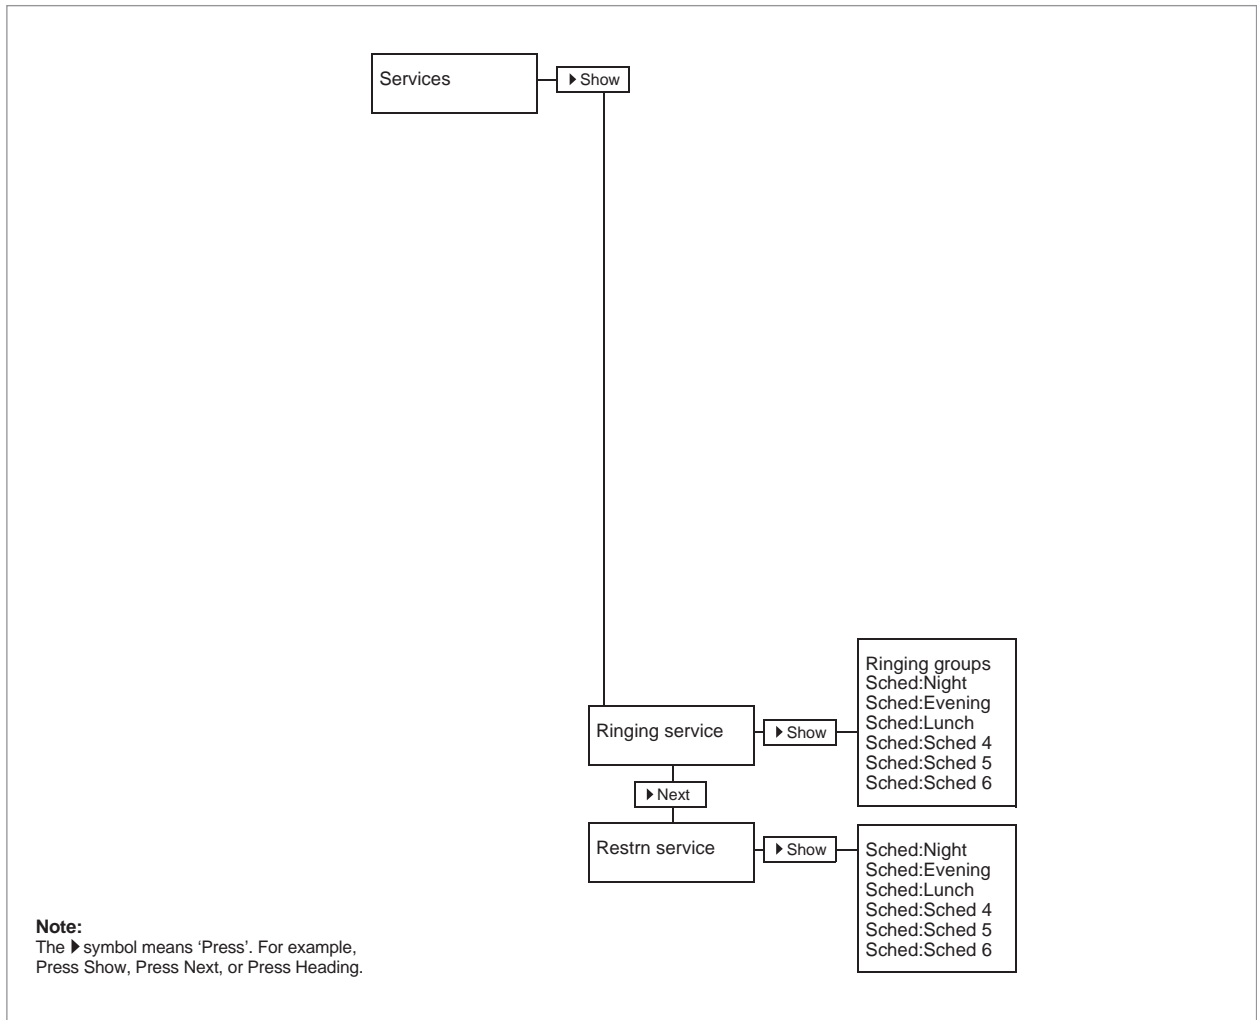 Services
▶ Show
Ringing service
▶ Show
Ringing groups
Sched:Night
Sched:Evening
Sched:Lunch
Sched:Sched 4
Sched:Sched 5
Sched:Sched 6
▶ Next
Restrn service
▶ Show
Sched:Night
Sched:Evening
Sched:Lunch
Sched:Sched 4
Sched:Sched 5
Sched:Sched 6
Note:
The ▶ symbol means ‘Press’. For example,
Press Show, Press Next, or Press Heading.